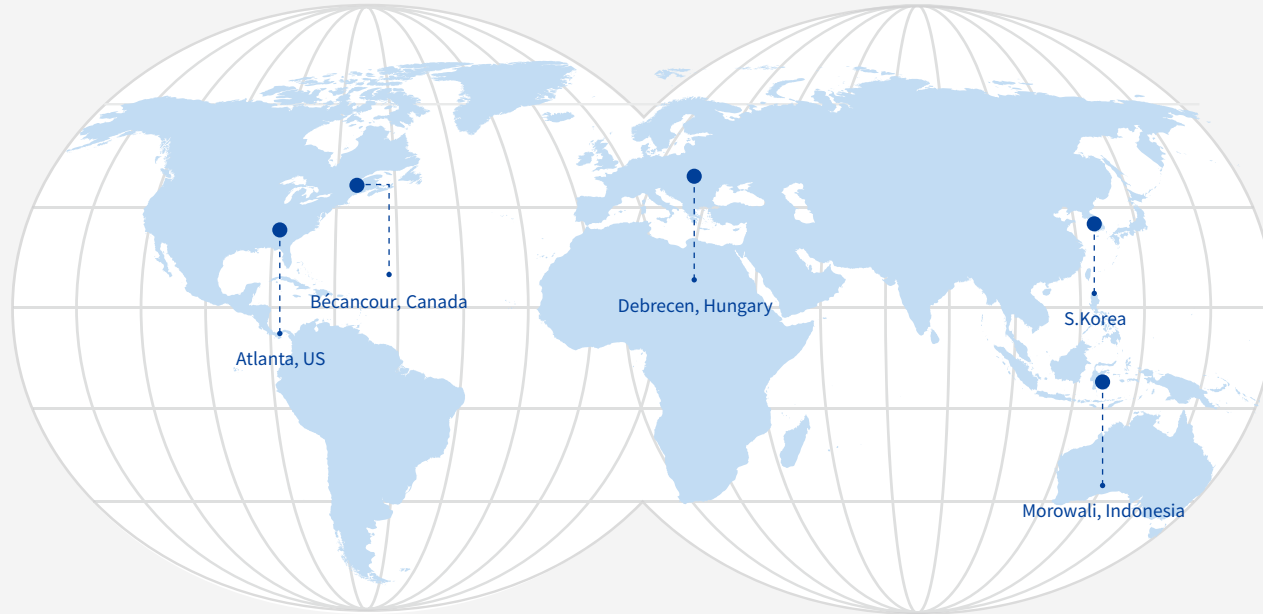 Bécancour, Canada
Debrecen, Hungary
S.Korea
Atlanta, US
Morowali, Indonesia